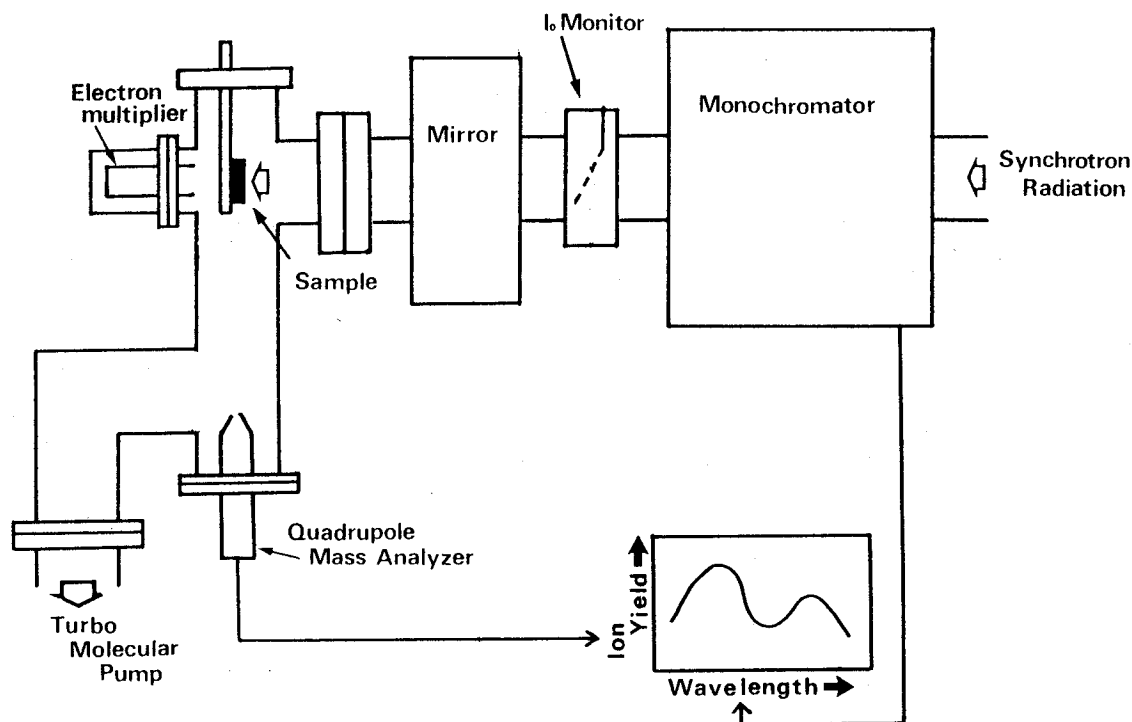 I₀ Monitor
Electron
multiplier
Mirror
Monochromator
Synchrotron
Radiation
Sample
Quadrupole
Mass Analyzer
Turbo
Molecular
Pump
Ion
Yield
Wavelength